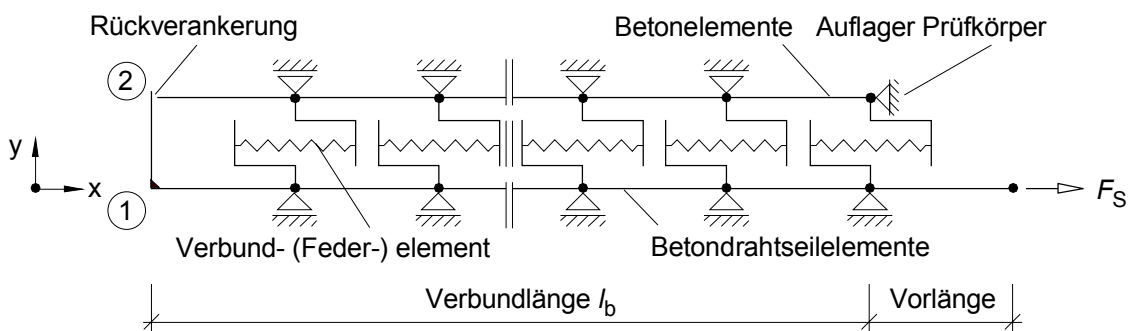 Rückverankerung
Betonelemente
Auflager Prüfkörper
2
y
x
1
F_S
Verbund- (Feder-) element
Betondrahtseilelemente
Verbundlänge l_b
Vorlänge